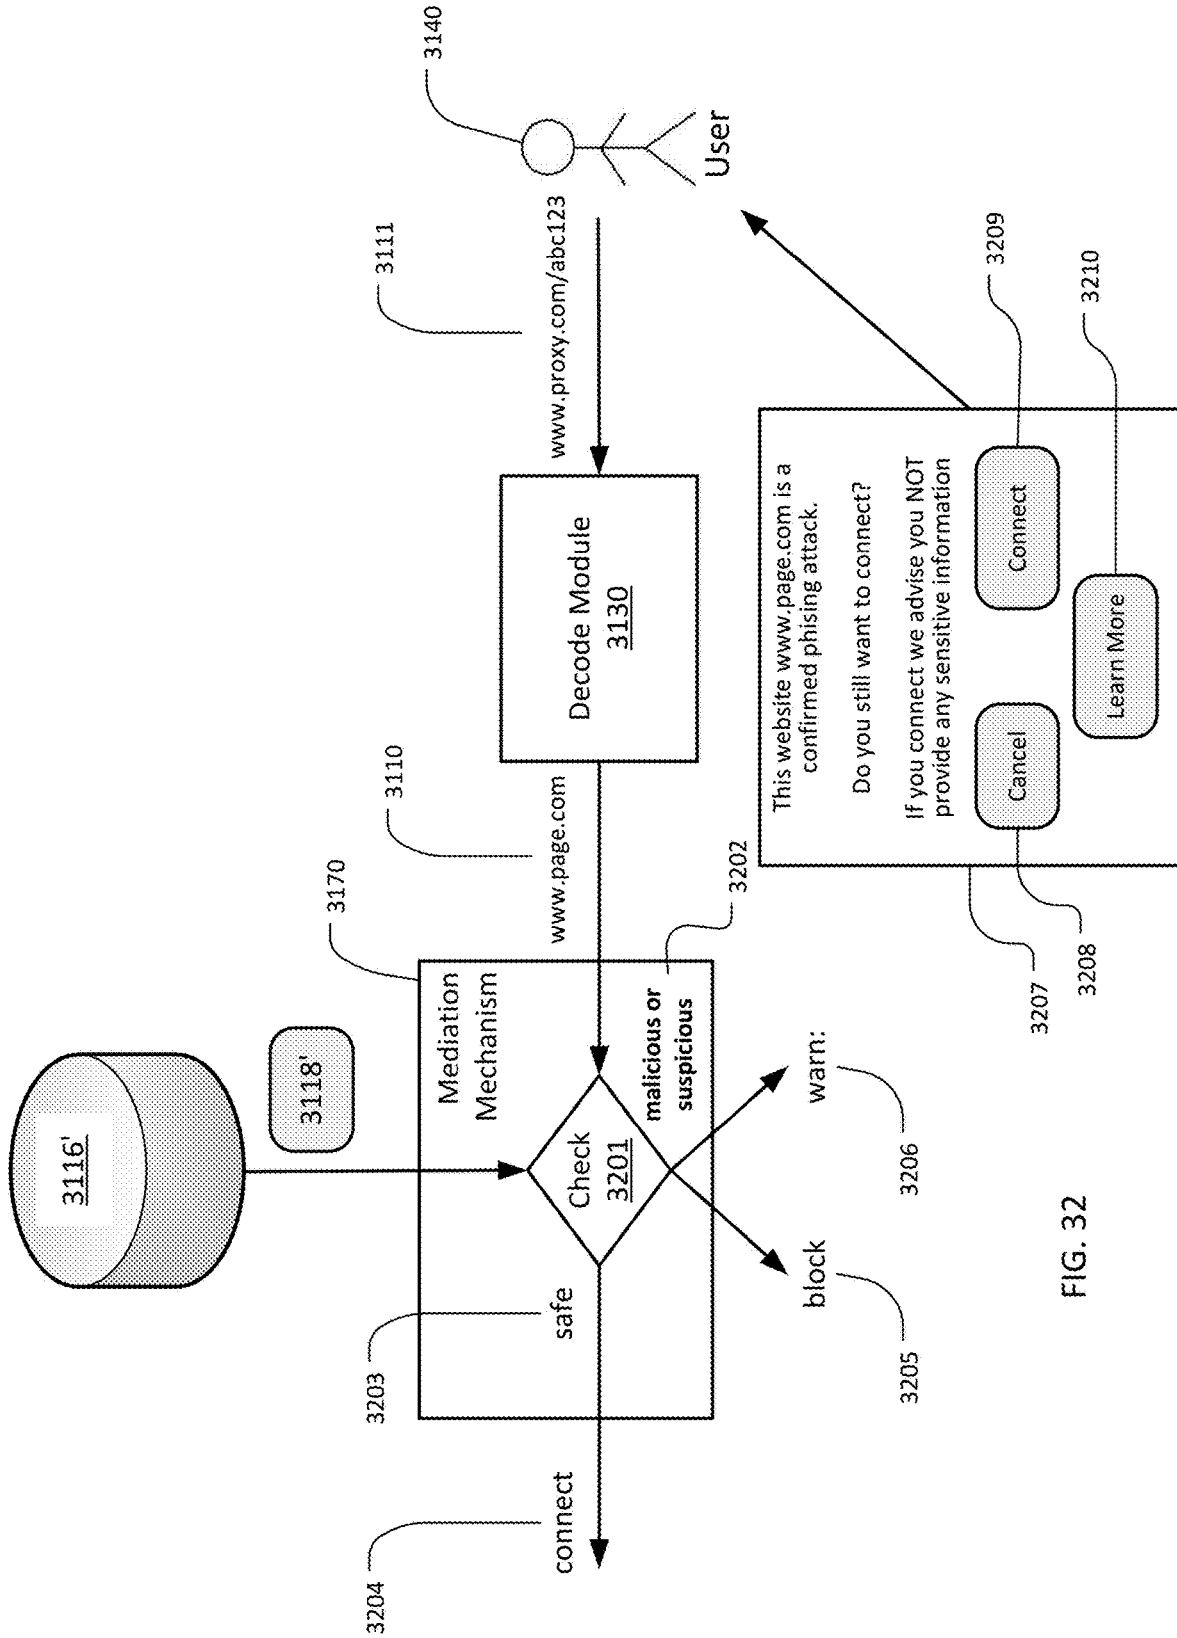 3116'
3118'
3170
Mediation
Mechanism
Check
3201
malicious or
suspicious
3202
safe
3203
connect
3204
block
3205
warn:
3206
www.page.com
3110
Decode Module
3130
www.proxy.com/abc123
3111
3140
User
This website www.page.com is a
confirmed phising attack.
Do you still want to connect?
If you connect we advise you NOT
provide any sensitive information
Cancel
Connect
Learn More
3207
3208
3209
3210
FIG. 32